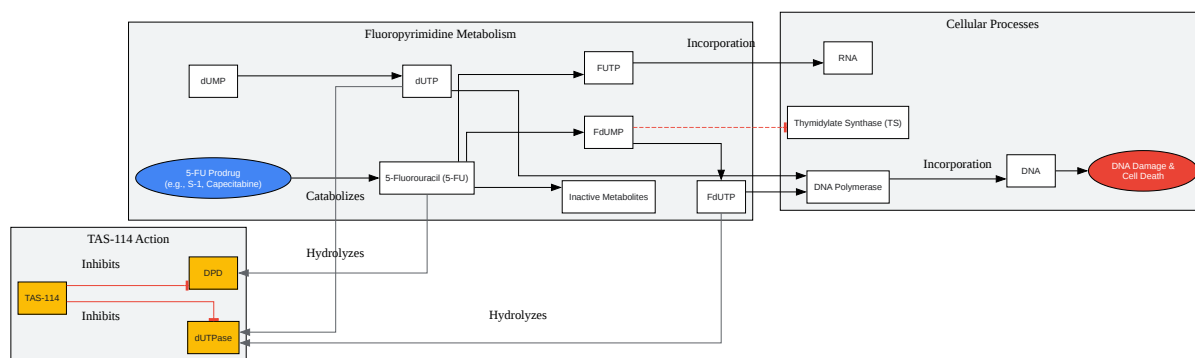 Fluoropyrimidine Metabolism
Cellular Processes
Incorporation
dUMP
dUTP
FUTP
RNA
FdUMP
Thymidylate Synthase (TS)
5-FU Prodrug
(e.g., S-1, Capecitabine)
Catabolizes
5-Fluorouracil (5-FU)
Inactive Metabolites
FdUTP
DNA Polymerase
Incorporation
DNA
DNA Damage &
Cell Death
TAS-114 Action
Inhibits
DPD
Hydrolyzes
TAS-114
Inhibits
dUTPase
Hydrolyzes